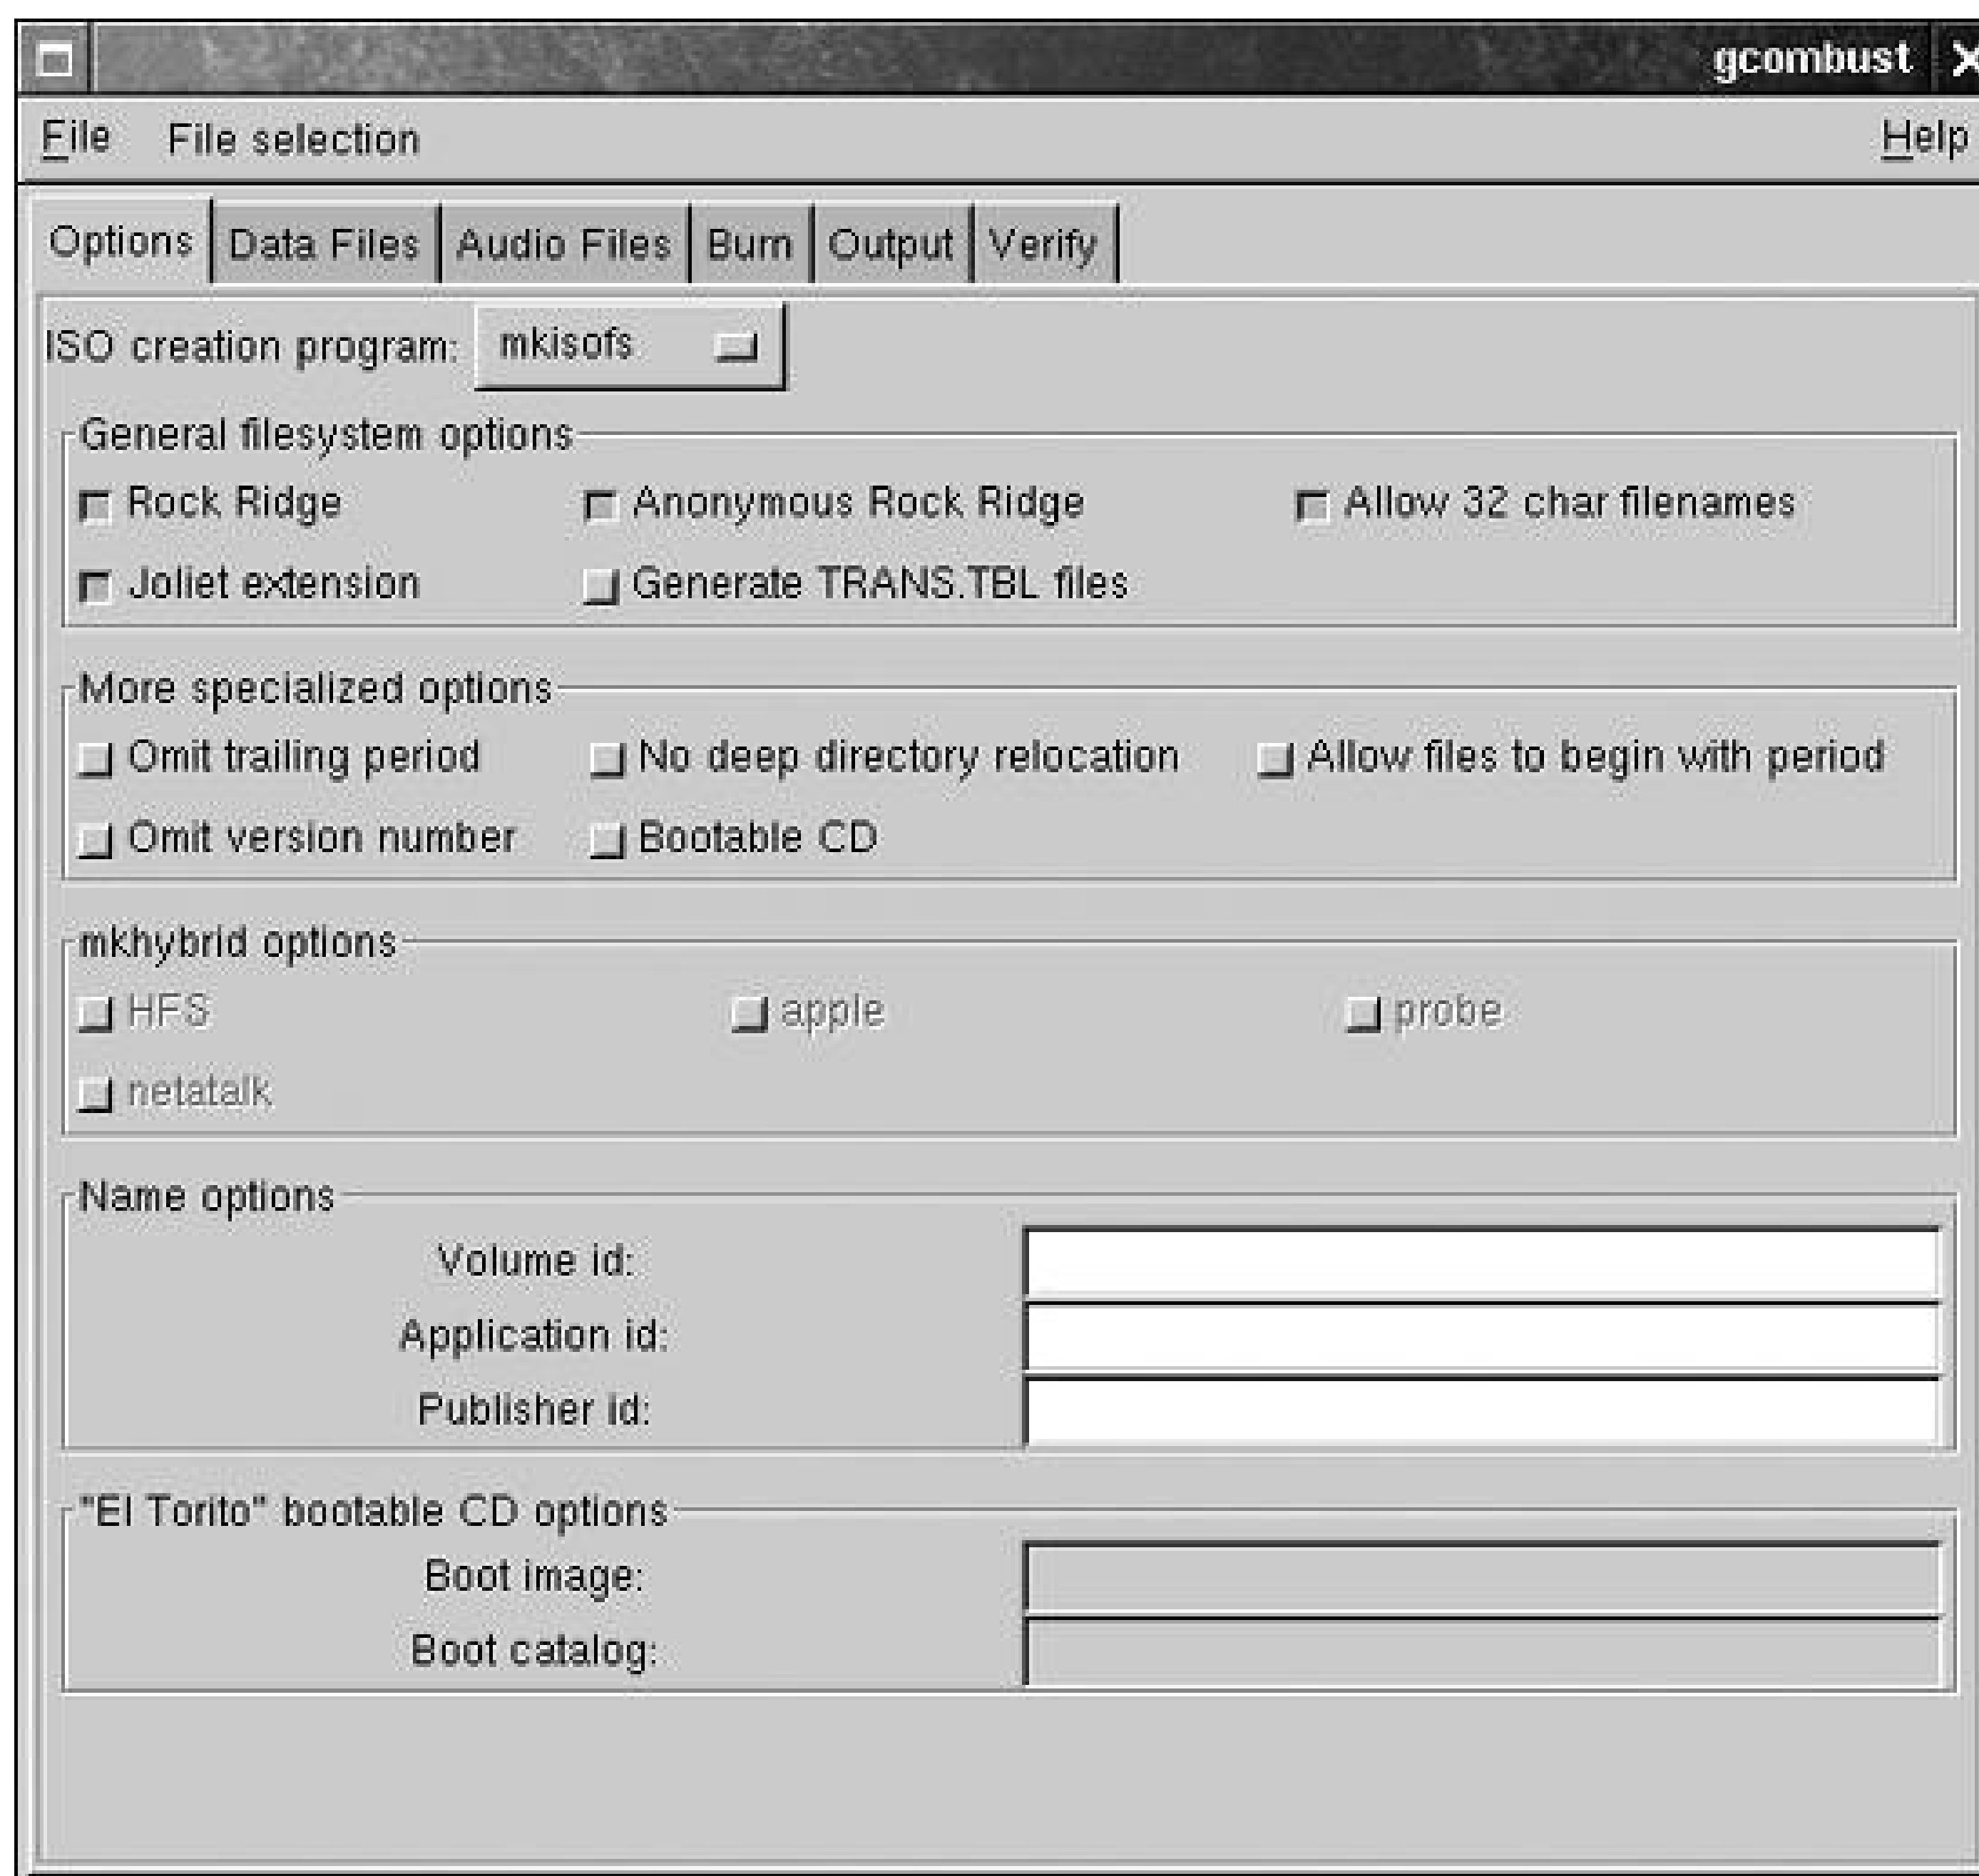 gcombust
File File selection Help
Options Data Files Audio Files Burn Output Verify
ISO creation program: mkisofs
General filesystem options
Rock Ridge Anonymous Rock Ridge Allow 32 char filenames
Joliet extension Generate TRANS.TBL files
More specialized options
Omit trailing period No deep directory relocation Allow files to begin with period
Omit version number Bootable CD
mkhybrid options
HFS apple probe
netatalk
Name options
Volume id:
Application id:
Publisher id:
"El Torito" bootable CD options
Boot image:
Boot catalog: